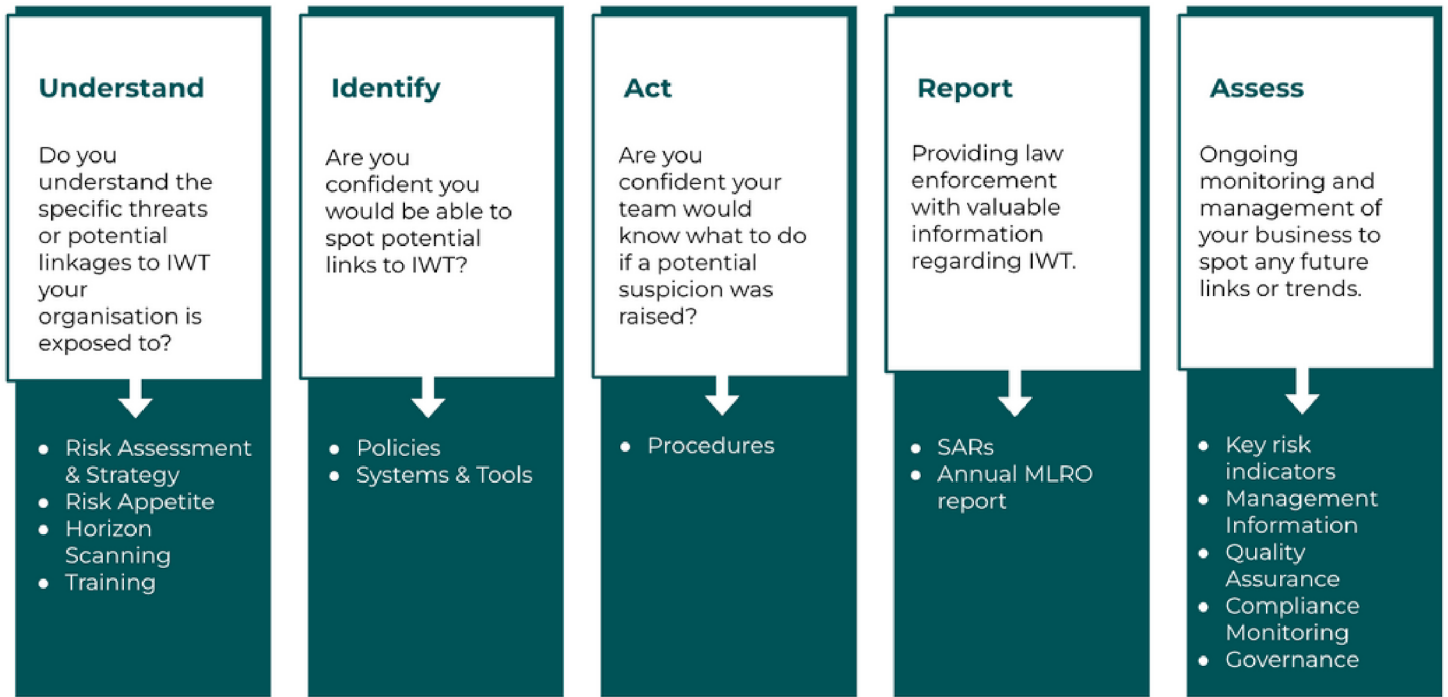 Understand
Do you
understand the
specific threats
or potential
linkages to IWT
your
organisation is
exposed to?
● Risk Assessment
& Strategy
● Risk Appetite
● Horizon
Scanning
● Training
Identify
Are you
confident you
would be able to
spot potential
links to IWT?
● Policies
● Systems & Tools
Act
Are you
confident your
team would
know what to do
if a potential
suspicion was
raised?
● Procedures
Report
Providing law
enforcement
with valuable
information
regarding IWT.
● SARs
● Annual MLRO
report
Assess
Ongoing
monitoring and
management of
your business to
spot any future
links or trends.
● Key risk
indicators
● Management
Information
● Quality
Assurance
● Compliance
Monitoring
● Governance